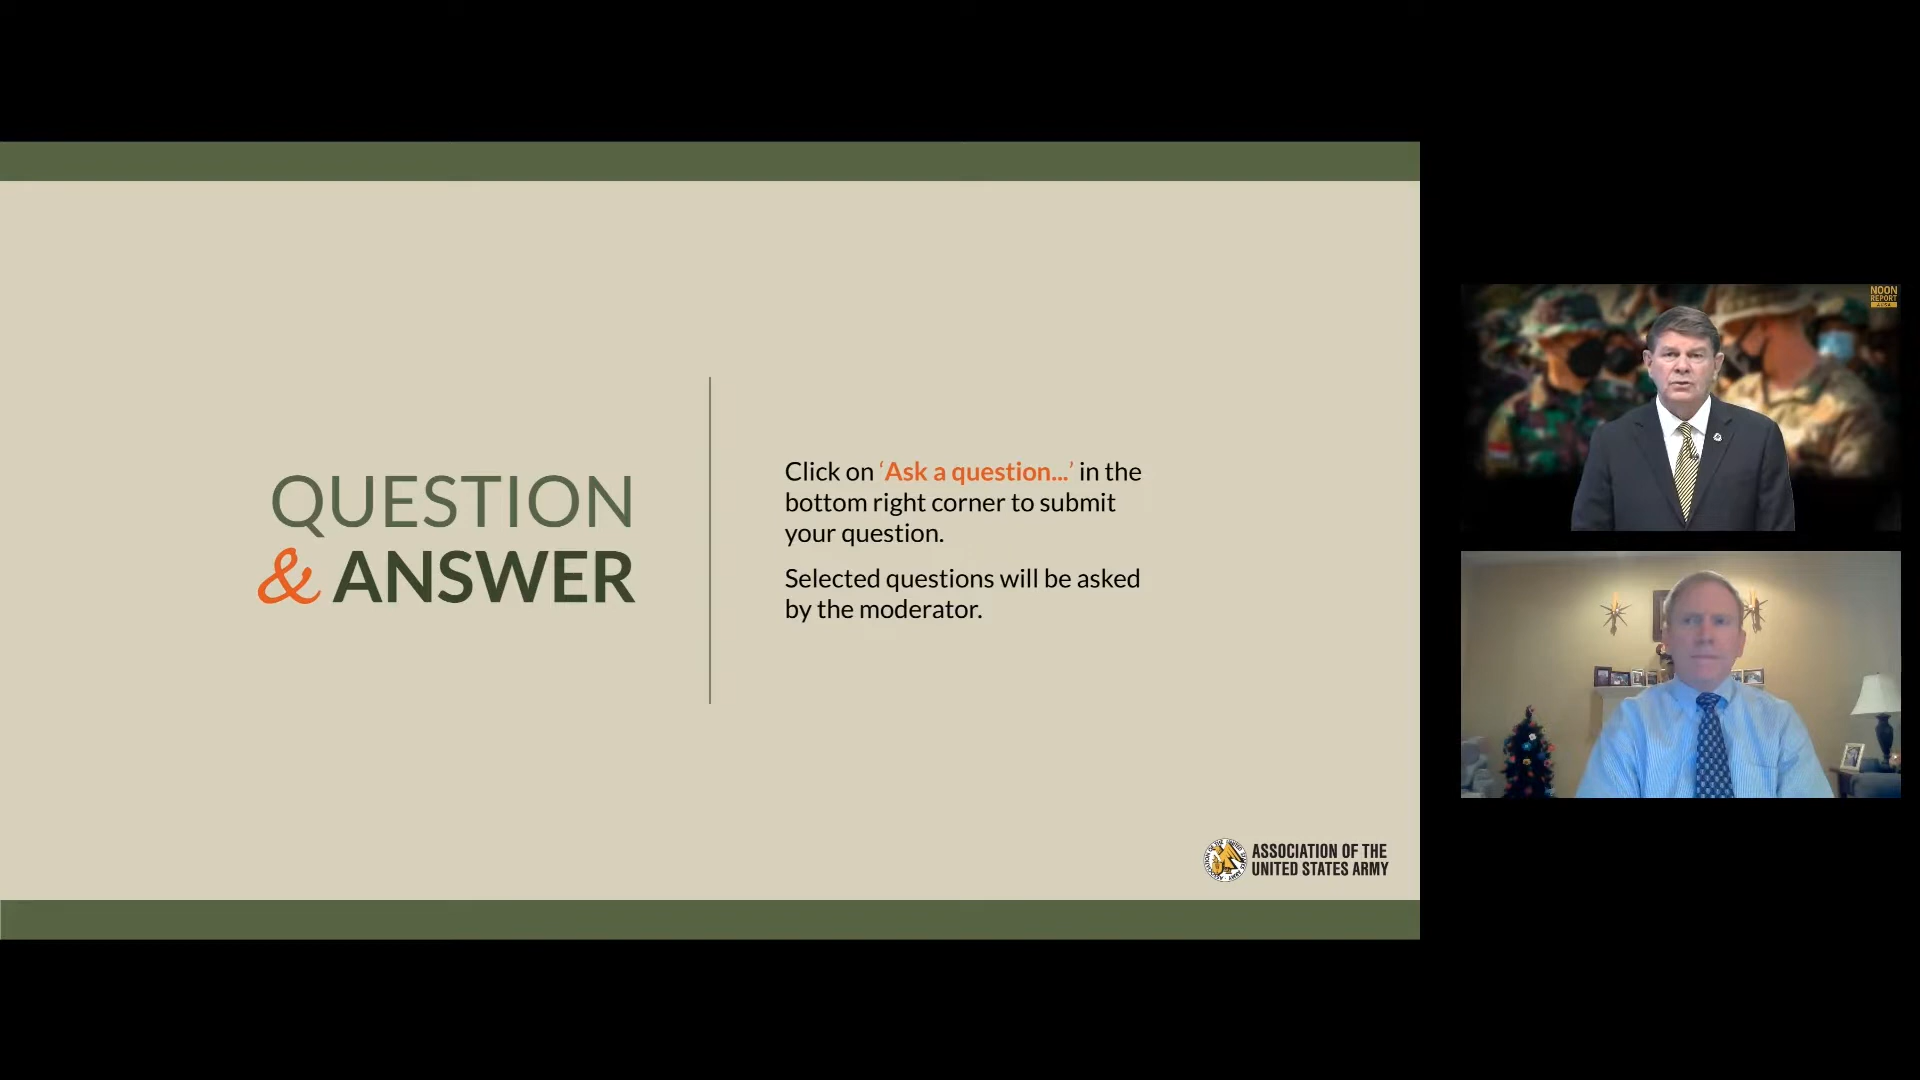 QUESTION
& ANSWER
Click on ‘Ask a question...’ in the
bottom right corner to submit
your question.
Selected questions will be asked
by the moderator.
ASSOCIATION OF THE
UNITED STATES ARMY
NOON
REPORT